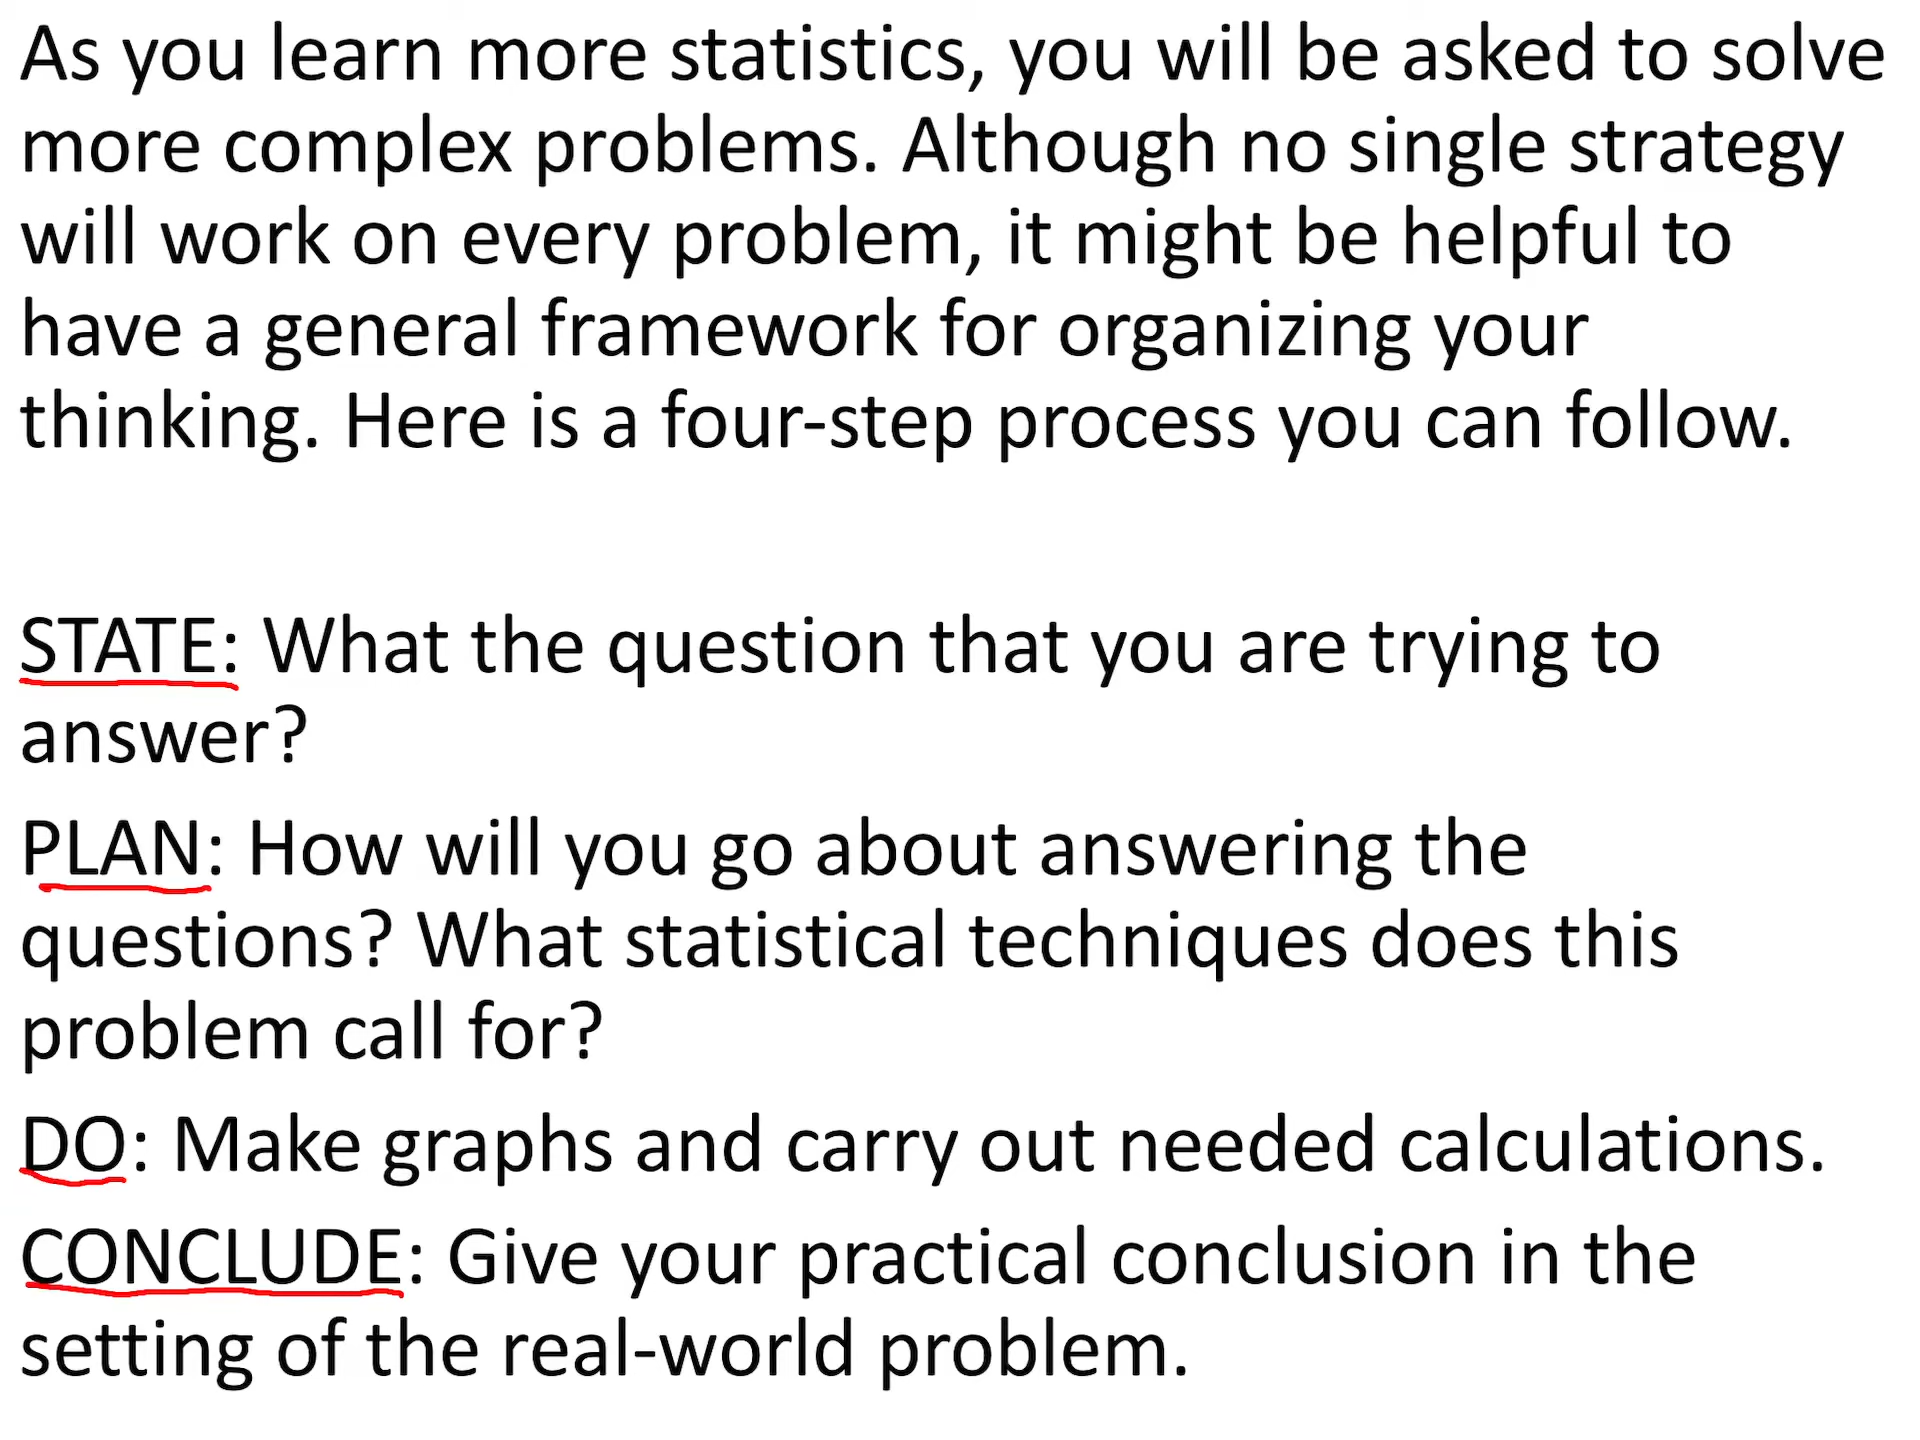 As you learn more statistics, you will be asked to solve
more complex problems. Although no single strategy
will work on every problem, it might be helpful to
have a general framework for organizing your
thinking. Here is a four-step process you can follow.
STATE: What the question that you are trying to
answer?
PLAN: How will you go about answering the
questions? What statistical techniques does this
problem call for?
DO: Make graphs and carry out needed calculations.
CONCLUDE: Give your practical conclusion in the
setting of the real-world problem.